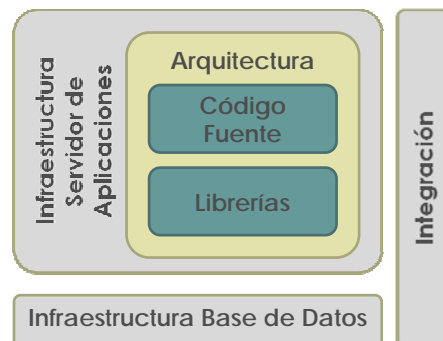 Infraestructura
Servidor de
Aplicaciones
Arquitectura
Código
Fuente
Librerías
Integración
Infraestructura Base de Datos